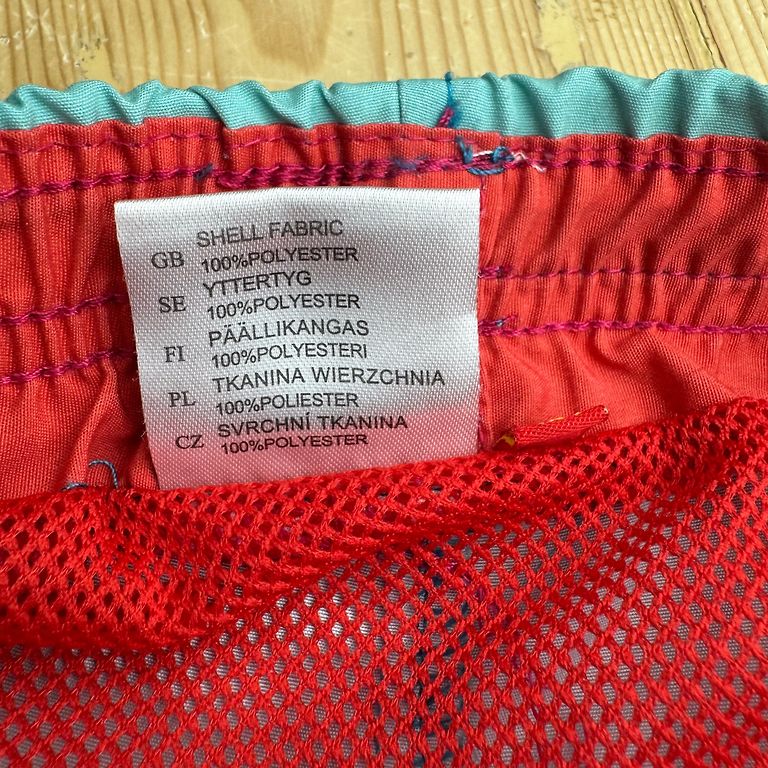 SHELL FABRIC
GB 100%POLYESTER
YTTERTYG
SE 100%POLYESTER
PÄÄLLIKANGAS
FI 100%POLYESTERI
TKANINA WIERZCHNIA
PL 100%POLIESTER
SVRCHNÍ TKANINA
CZ 100%POLYESTER